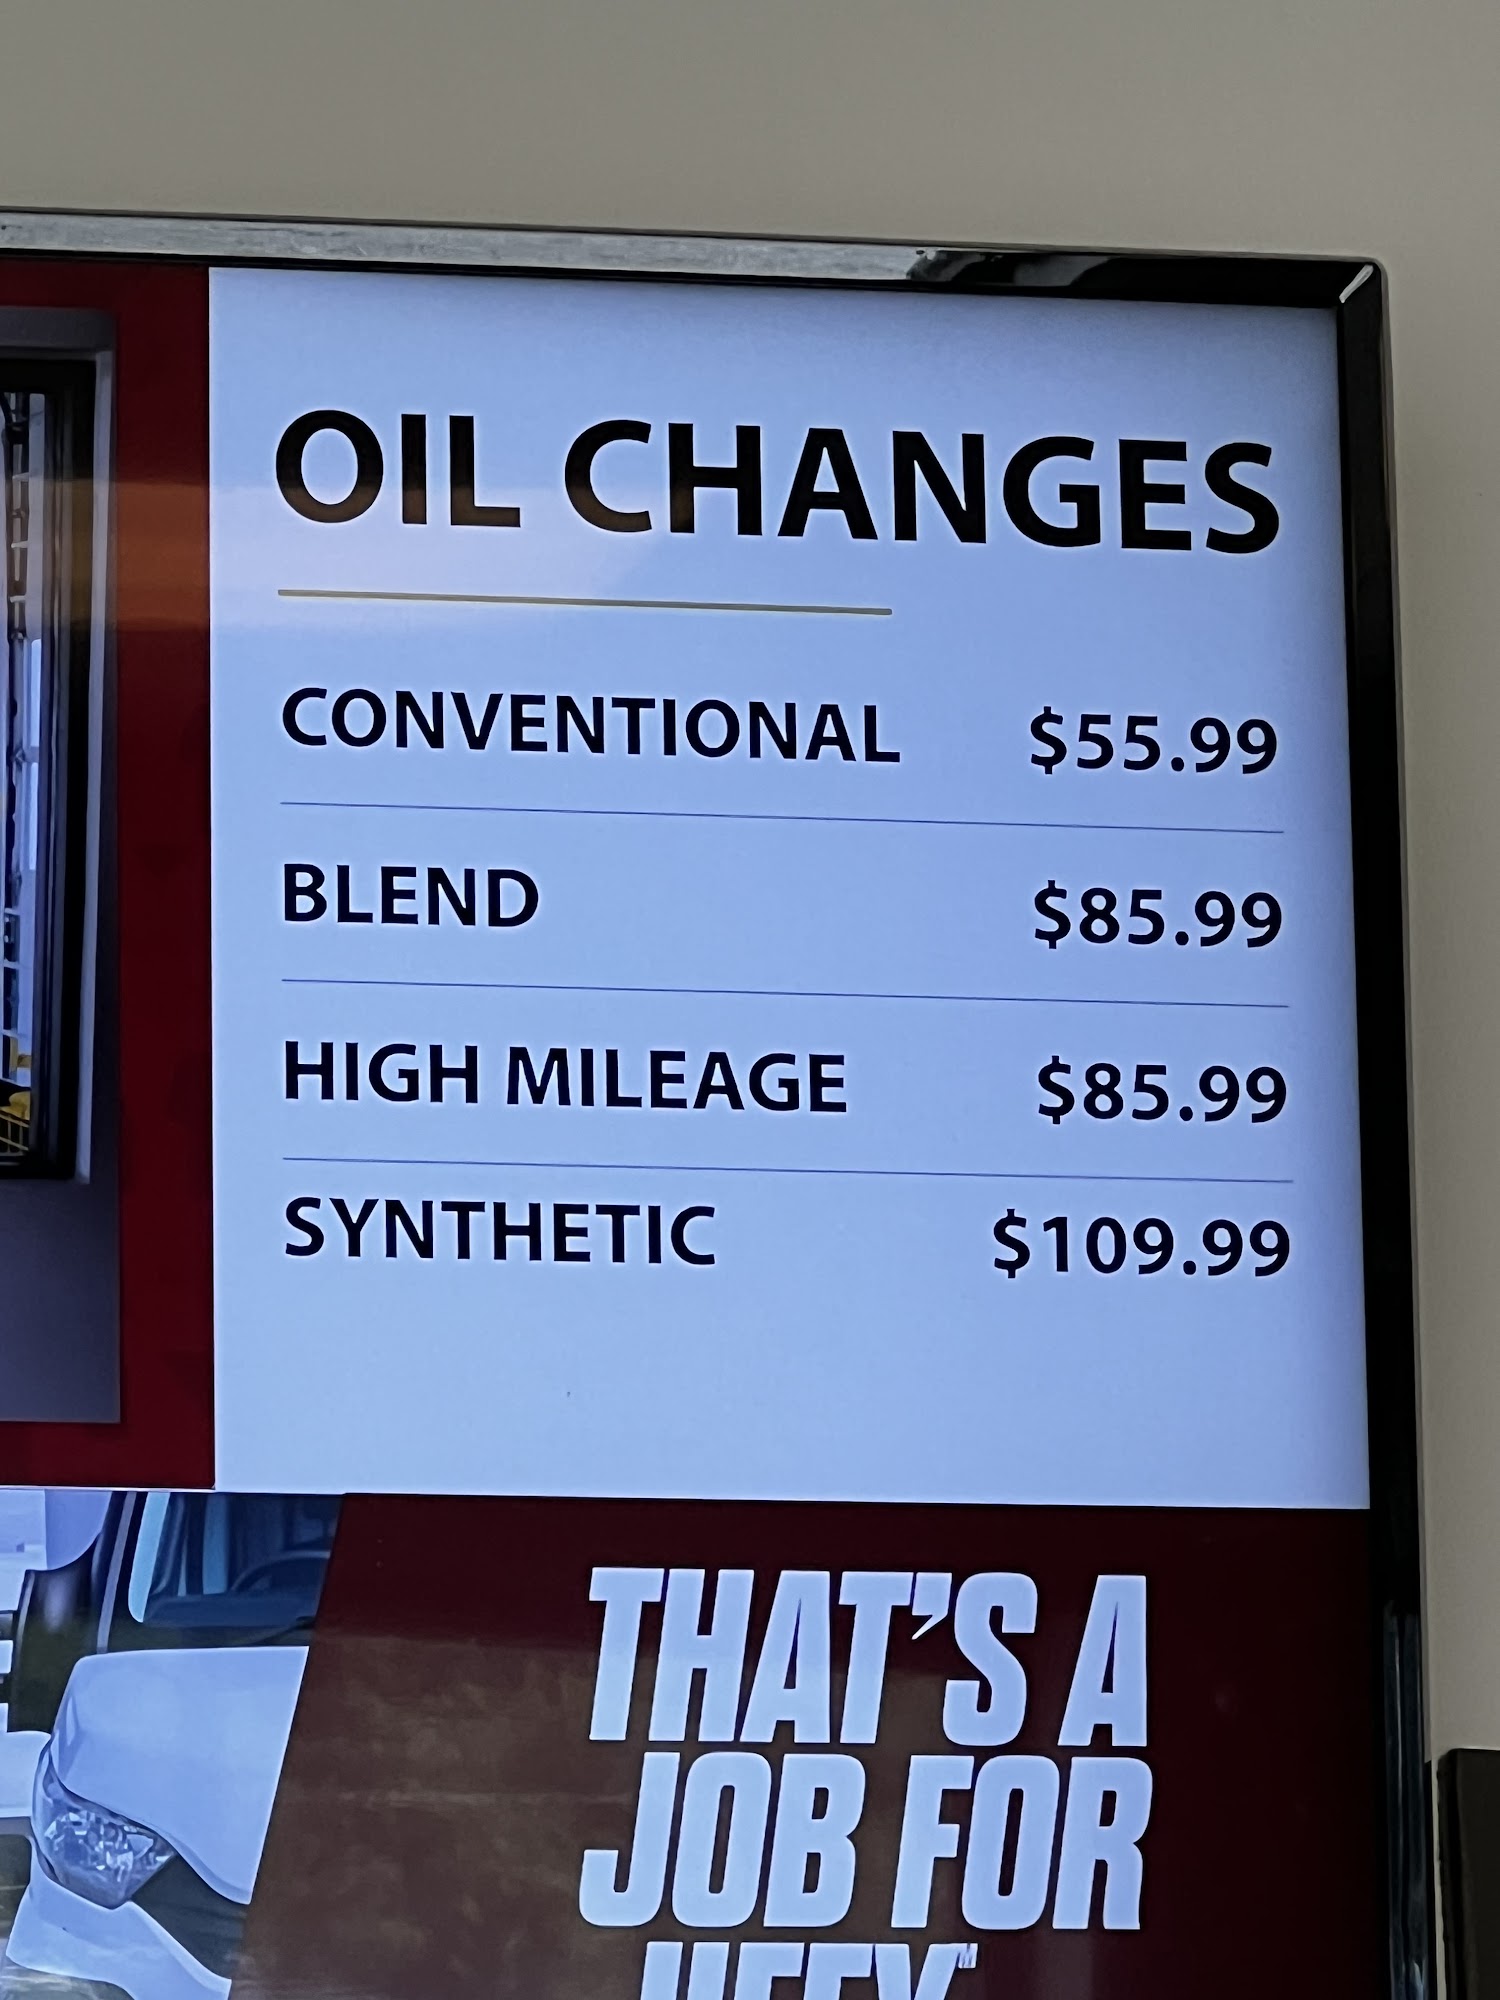 OIL CHANGES
CONVENTIONAL $55.99
BLEND $85.99
HIGH MILEAGE $85.99
SYNTHETIC $109.99
THAT'S A
JOB FOR